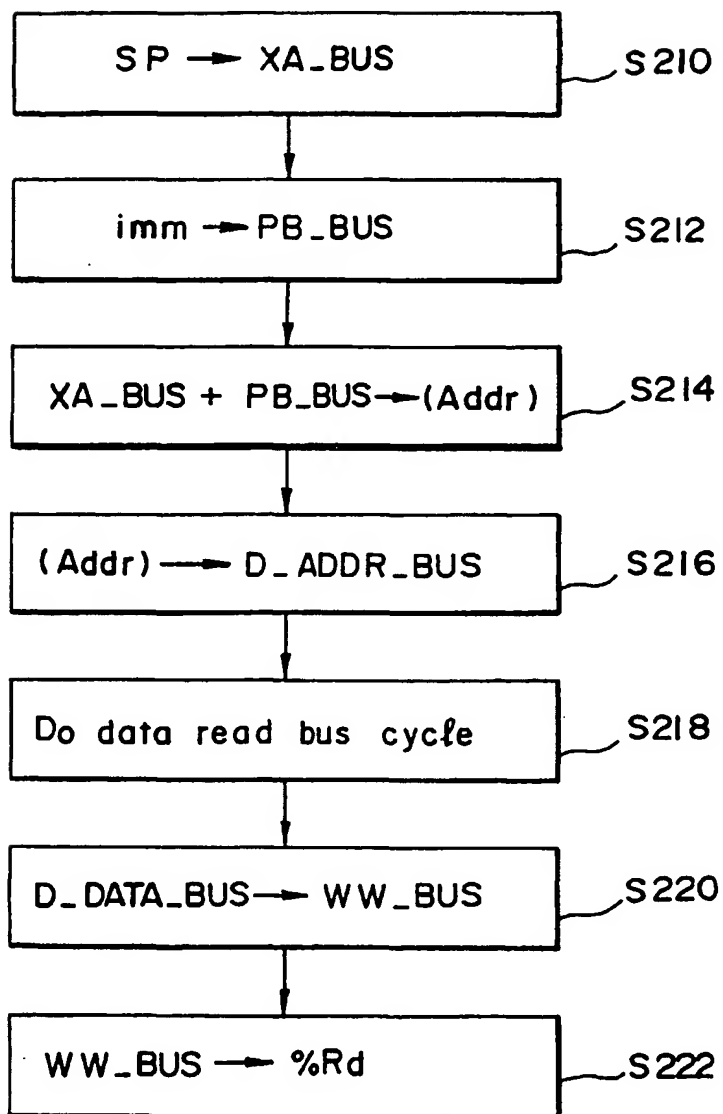 SP → XA_BUS S210
imm → PB_BUS S212
XA_BUS + PB_BUS → (Addr) S214
(Addr) → D_ADDR_BUS S216
Do data read bus cycle S218
D_DATA_BUS → WW_BUS S220
WW_BUS → %Rd S222